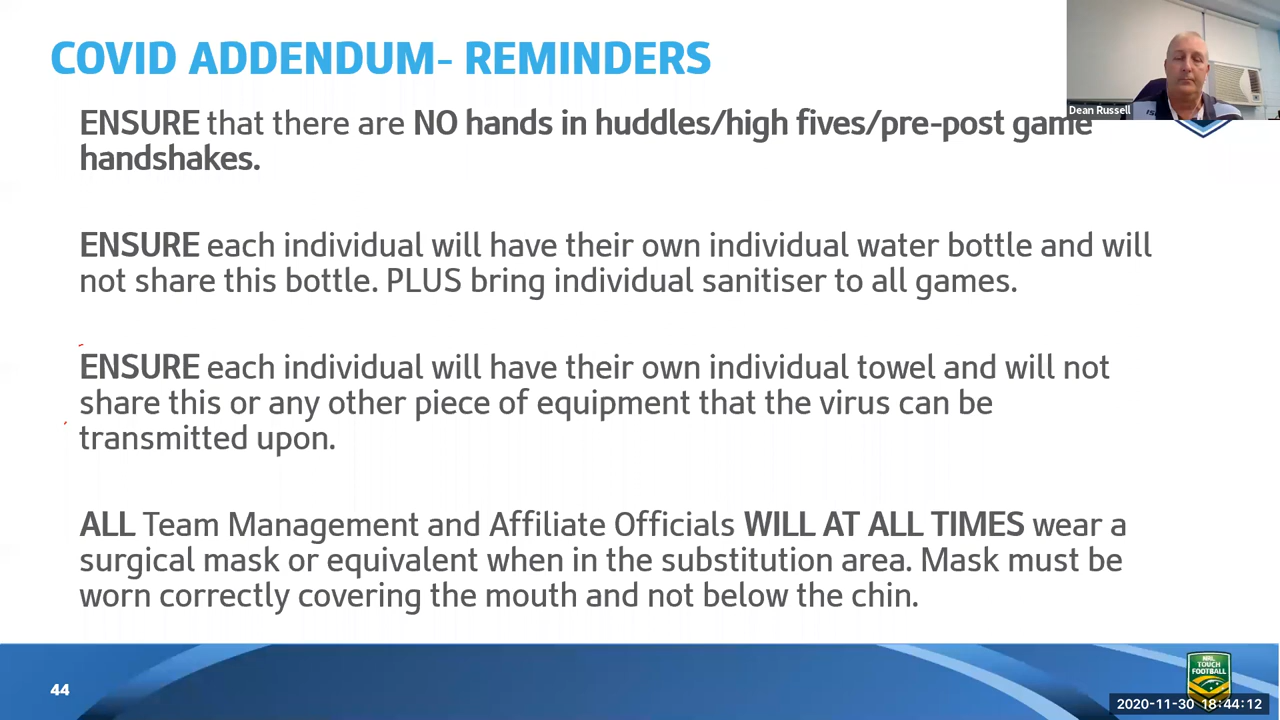 COVID ADDENDUM- REMINDERS
Dean Russell
ENSURE that there are NO hands in huddles/high fives/pre-post game
handshakes.
ENSURE each individual will have their own individual water bottle and will
not share this bottle. PLUS bring individual sanitiser to all games.
ENSURE each individual will have their own individual towel and will not
share this or any other piece of equipment that the virus can be
transmitted upon.
ALL Team Management and Affiliate Officials WILL AT ALL TIMES wear a
surgical mask or equivalent when in the substitution area. Mask must be
worn correctly covering the mouth and not below the chin.
44
NRL
TOUCH
FOOTBALL
2020-11-30 18:44:12